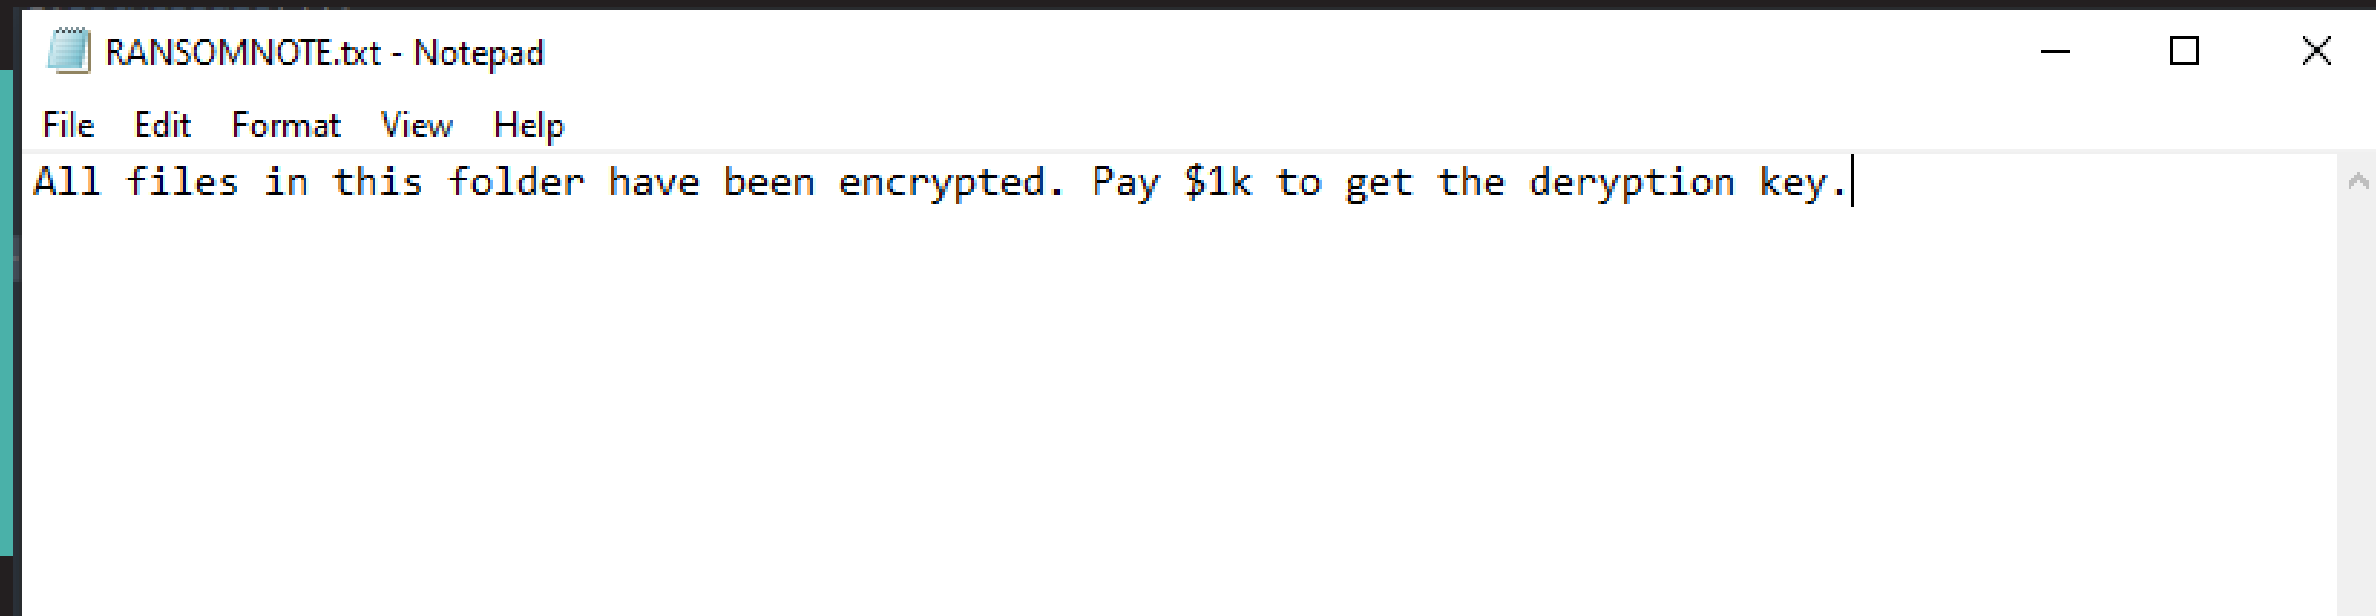 RANSOMNOTE.txt - Notepad
File Edit Format View Help
All files in this folder have been encrypted. Pay $1k to get the deryption key.